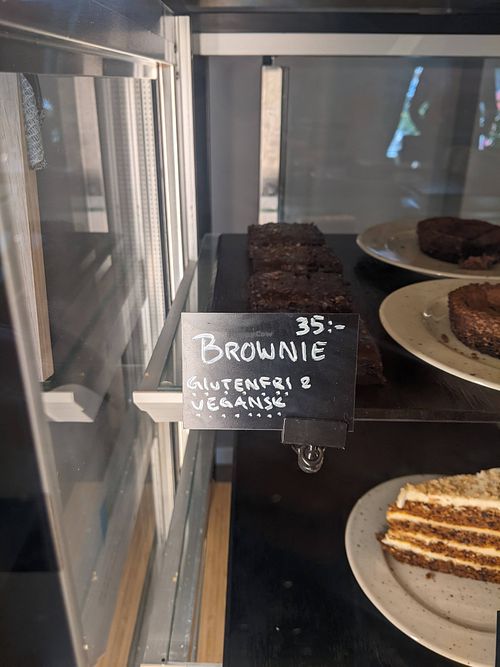 35:-
BROWNIE
GLUTENFRI &
VEGANSK